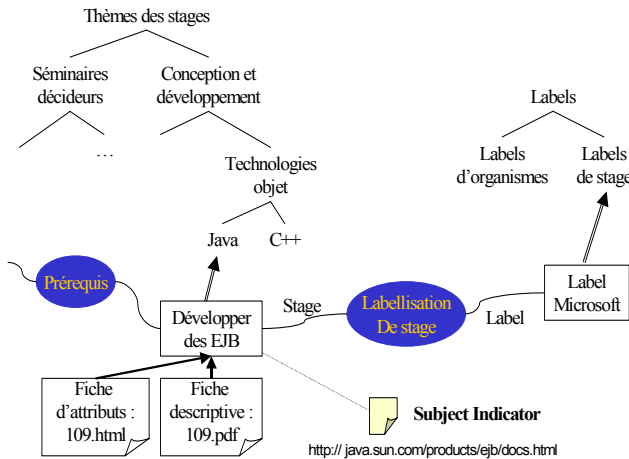 Thèmes des stages
Séminaires
décideurs
Conception et
développement
Labels
...
Technologies
objet
Labels
d'organismes
Labels
de stage
Java
C++
Prérequis
Développer
des EJB
Stage
Labellisation
De stage
Label
Label
Microsoft
Fiche
d'attributs :
109.html
Fiche
descriptive :
109.pdf
Subject Indicator
http:// java.sun.com/products/ejb/docs.html